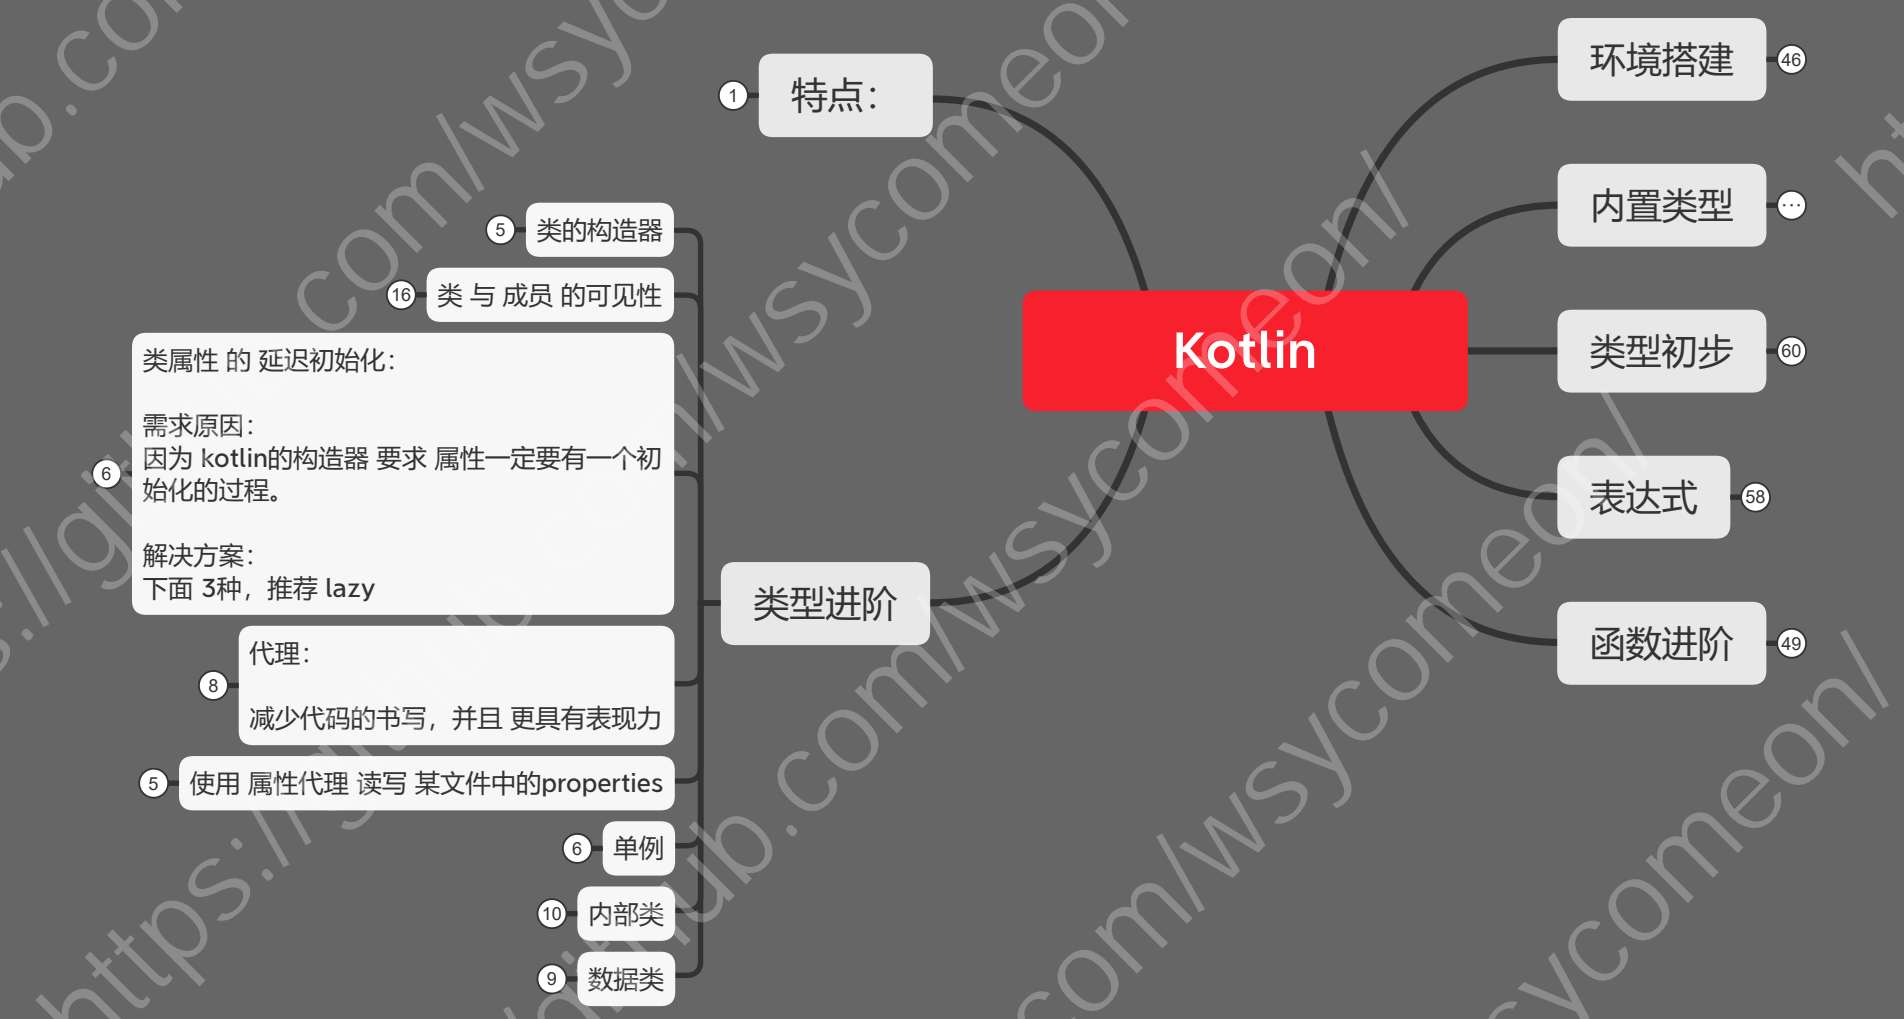 Kotlin
环境搭建
46
内置类型
...
类型初步
60
表达式
58
函数进阶
49
特点：
1
类型进阶
类的构造器
5
类 与 成员 的可见性
16
类属性 的 延迟初始化：
需求原因：
因为 kotlin的构造器 要求 属性一定要有一个初
始化的过程。
解决方案：
下面 3种，推荐 lazy
6
代理：
减少代码的书写，并且 更具有表现力
8
使用 属性代理 读写 某文件中的properties
5
单例
6
内部类
10
数据类
9
https://github.com/wsycomeon/